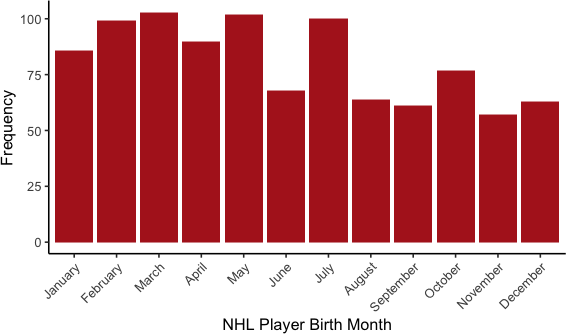 Frequency
100
75
50
25
0
January
February
March
April
May
June
July
August
September
October
November
December
NHL Player Birth Month